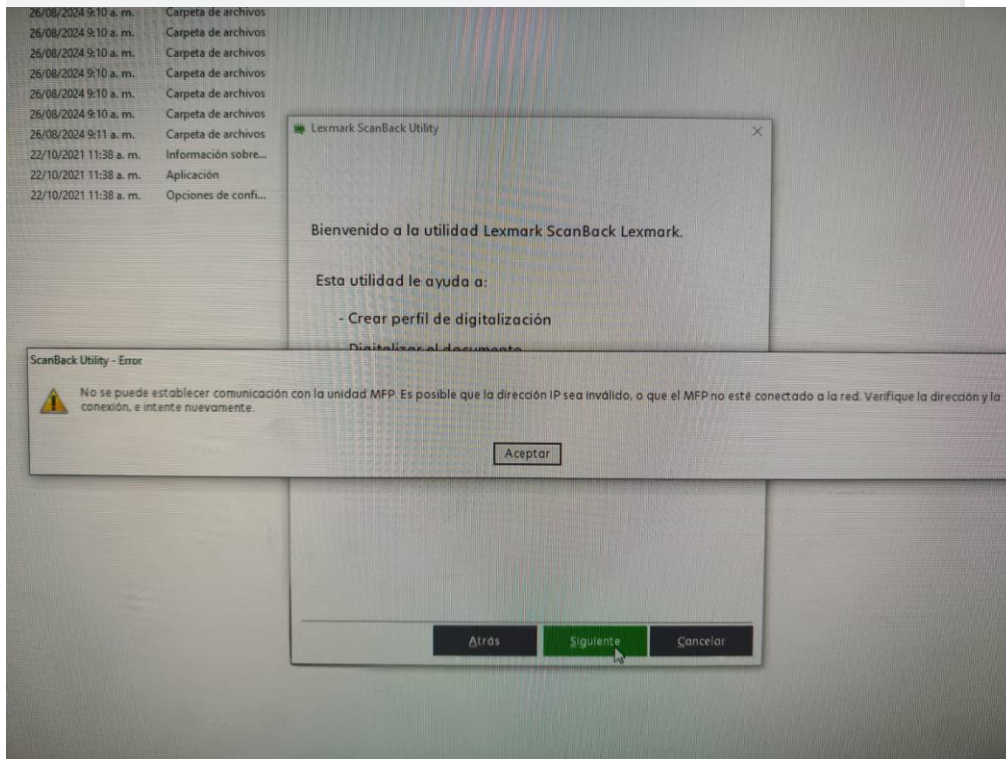 26/08/2024 9:10 a. m. Carpeta de archivos
26/08/2024 9:10 a. m. Carpeta de archivos
26/08/2024 9:10 a. m. Carpeta de archivos
26/08/2024 9:10 a. m. Carpeta de archivos
26/08/2024 9:10 a. m. Carpeta de archivos
26/08/2024 9:10 a. m. Carpeta de archivos
26/08/2024 9:11 a. m. Carpeta de archivos
22/10/2021 11:38 a. m. Información sobre...
22/10/2021 11:38 a. m. Aplicación
22/10/2021 11:38 a. m. Opciones de confi...
Lexmark ScanBack Utility
Bienvenido a la utilidad Lexmark ScanBack Lexmark.
Esta utilidad le ayuda a:
- Crear perfil de digitalización
Digitalizar el documento
ScanBack Utility - Error
No se puede establecer comunicación con la unidad MFP. Es posible que la dirección IP sea inválido, o que el MFP no esté conectado a la red. Verifique la dirección y la
conexión, e intente nuevamente.
Aceptar
Atrás Siguiente Cancelar